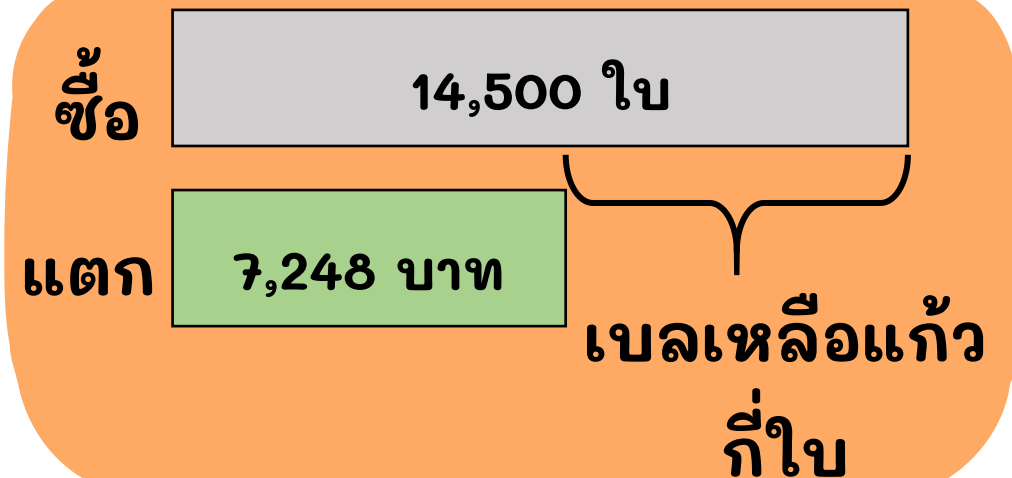 ซื้อ
14,500 ใบ
แตก
7,248 บาท
เบลเหลือแก้ว
กี่ใบ